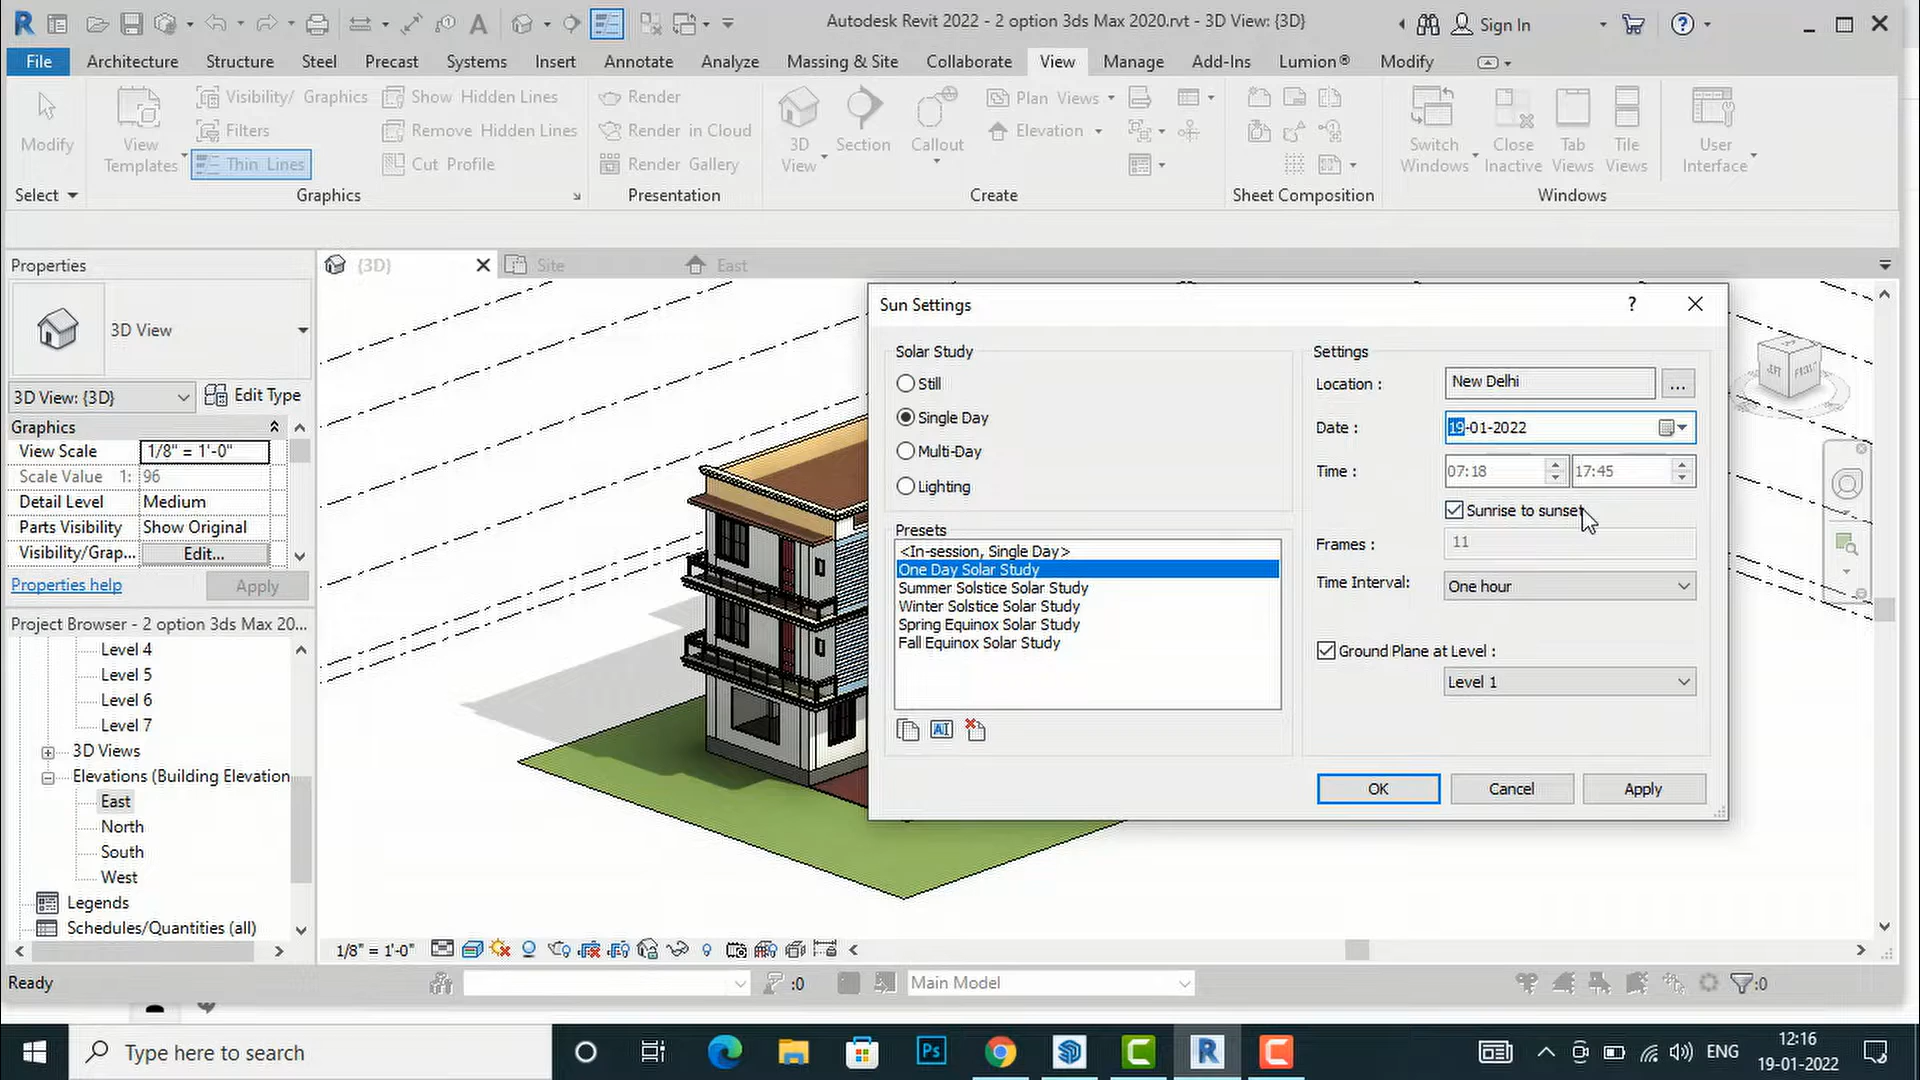 Autodesk Revit 2022 - 2 option 3ds Max 2020.rvt - 3D View: {3D}
Sign In
File Architecture Structure Steel Precast Systems Insert Annotate Analyze Massing & Site Collaborate View Manage Add-Ins Lumion® Modify
Modify
View Templates
Visibility/ Graphics
Filters
Thin Lines
Show Hidden Lines
Remove Hidden Lines
Cut Profile
Render
Render in Cloud
Render Gallery
3D View
Section
Callout
Plan Views
Elevation
Switch Windows
Close Inactive
Tab Views
Tile Views
User Interface
Select Graphics Presentation Create Sheet Composition Windows
Properties
{3D}
Site
East
3D View
3D View: {3D}
Edit Type
Graphics
View Scale 1/8" = 1'-0"
Scale Value 1: 96
Detail Level Medium
Parts Visibility Show Original
Visibility/Grap... Edit...
Properties help
Apply
Project Browser - 2 option 3ds Max 20...
Level 4
Level 5
Level 6
Level 7
3D Views
Elevations (Building Elevation
East
North
South
West
Legends
Schedules/Quantities (all)
Sun Settings
Solar Study
Still
Single Day
Multi-Day
Lighting
Presets
<In-session, Single Day>
One Day Solar Study
Summer Solstice Solar Study
Winter Solstice Solar Study
Spring Equinox Solar Study
Fall Equinox Solar Study
Settings
Location : New Delhi ...
Date : 19-01-2022
Time : 07:18 17:45
Sunrise to sunset
Frames : 11
Time Interval: One hour
Ground Plane at Level :
Level 1
OK Cancel Apply
LEFT FRONT
1/8" = 1'-0"
Ready
:0
Main Model
:0
Type here to search
Ps
ENG
12:16
19-01-2022